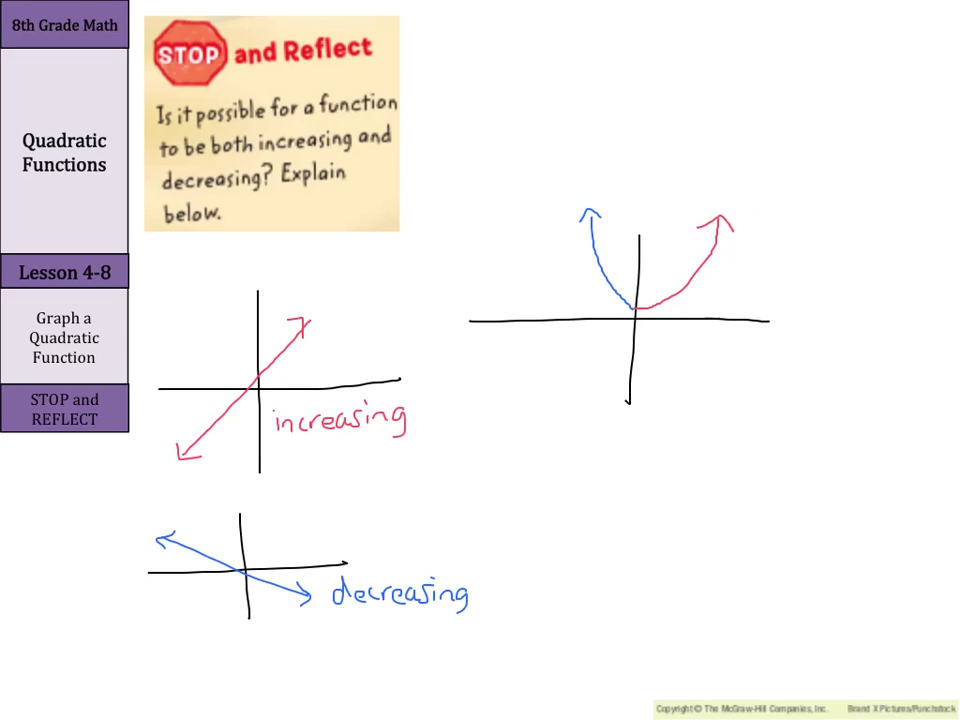 8th Grade Math
Quadratic
Functions
Lesson 4-8
Graph a
Quadratic
Function
STOP and
REFLECT
STOP and Reflect
Is it possible for a function
to be both increasing and
decreasing? Explain
below.
increasing
decreasing
Copyright © The McGraw-Hill Companies, Inc. Brand X Pictures/Punchstock